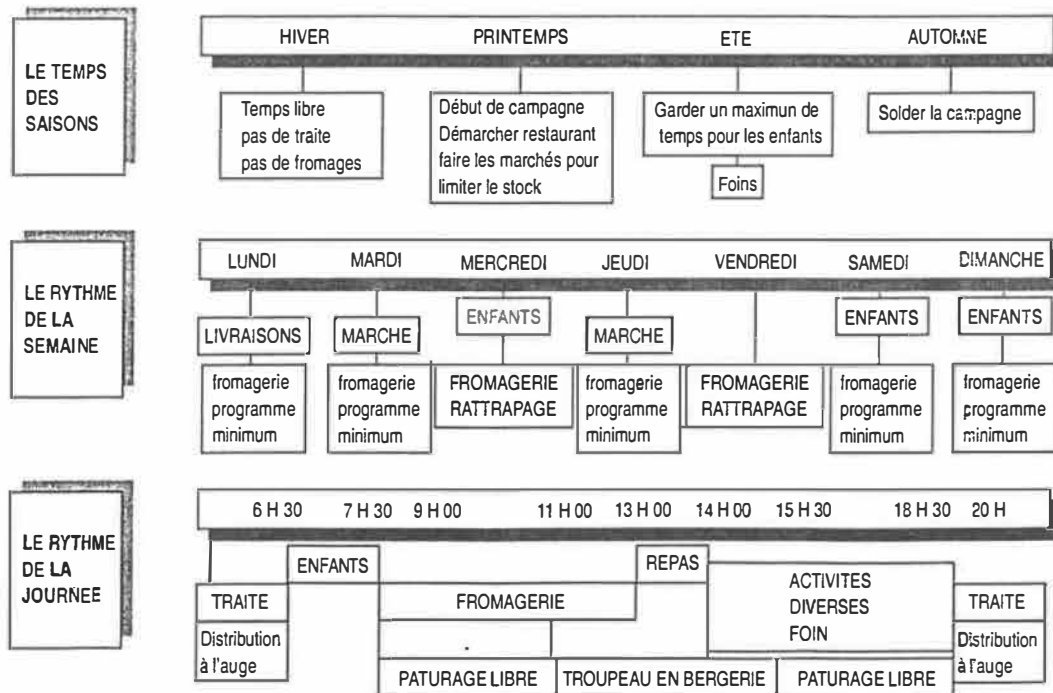 LE TEMPS
DES
SAISONS
HIVER PRINTEMPS ETE AUTOMNE
Temps libre
pas de traite
pas de fromages
Début de campagne
Démarcher restaurant
faire les marchés pour
limiter le stock
Garder un maximun de
temps pour les enfants
Foins
Solder la campagne
LE RYTHME
DE LA
SEMAINE
LUNDI MARDI MERCREDI JEUDI VENDREDI SAMEDI DIMANCHE
LIVRAISONS MARCHE ENFANTS MARCHE ENFANTS ENFANTS
fromagerie
programme
minimum
fromagerie
programme
minimum
FROMAGERIE
RATTRAPAGE
fromagerie
programme
minimum
FROMAGERIE
RATTRAPAGE
fromagerie
programme
minimum
fromagerie
programme
minimum
LE RYTHME
DE LA
JOURNEE
6 H 30 7 H 30 9 H 00 11 H 00 13 H 00 14 H 00 15 H 30 18 H 30 20 H
TRAITE
Distribution
à l'auge
ENFANTS
FROMAGERIE
REPAS
ACTIVITES
DIVERSES
FOIN
TRAITE
Distribution
à l'auge
PATURAGE LIBRE TROUPEAU EN BERGERIE PATURAGE LIBRE